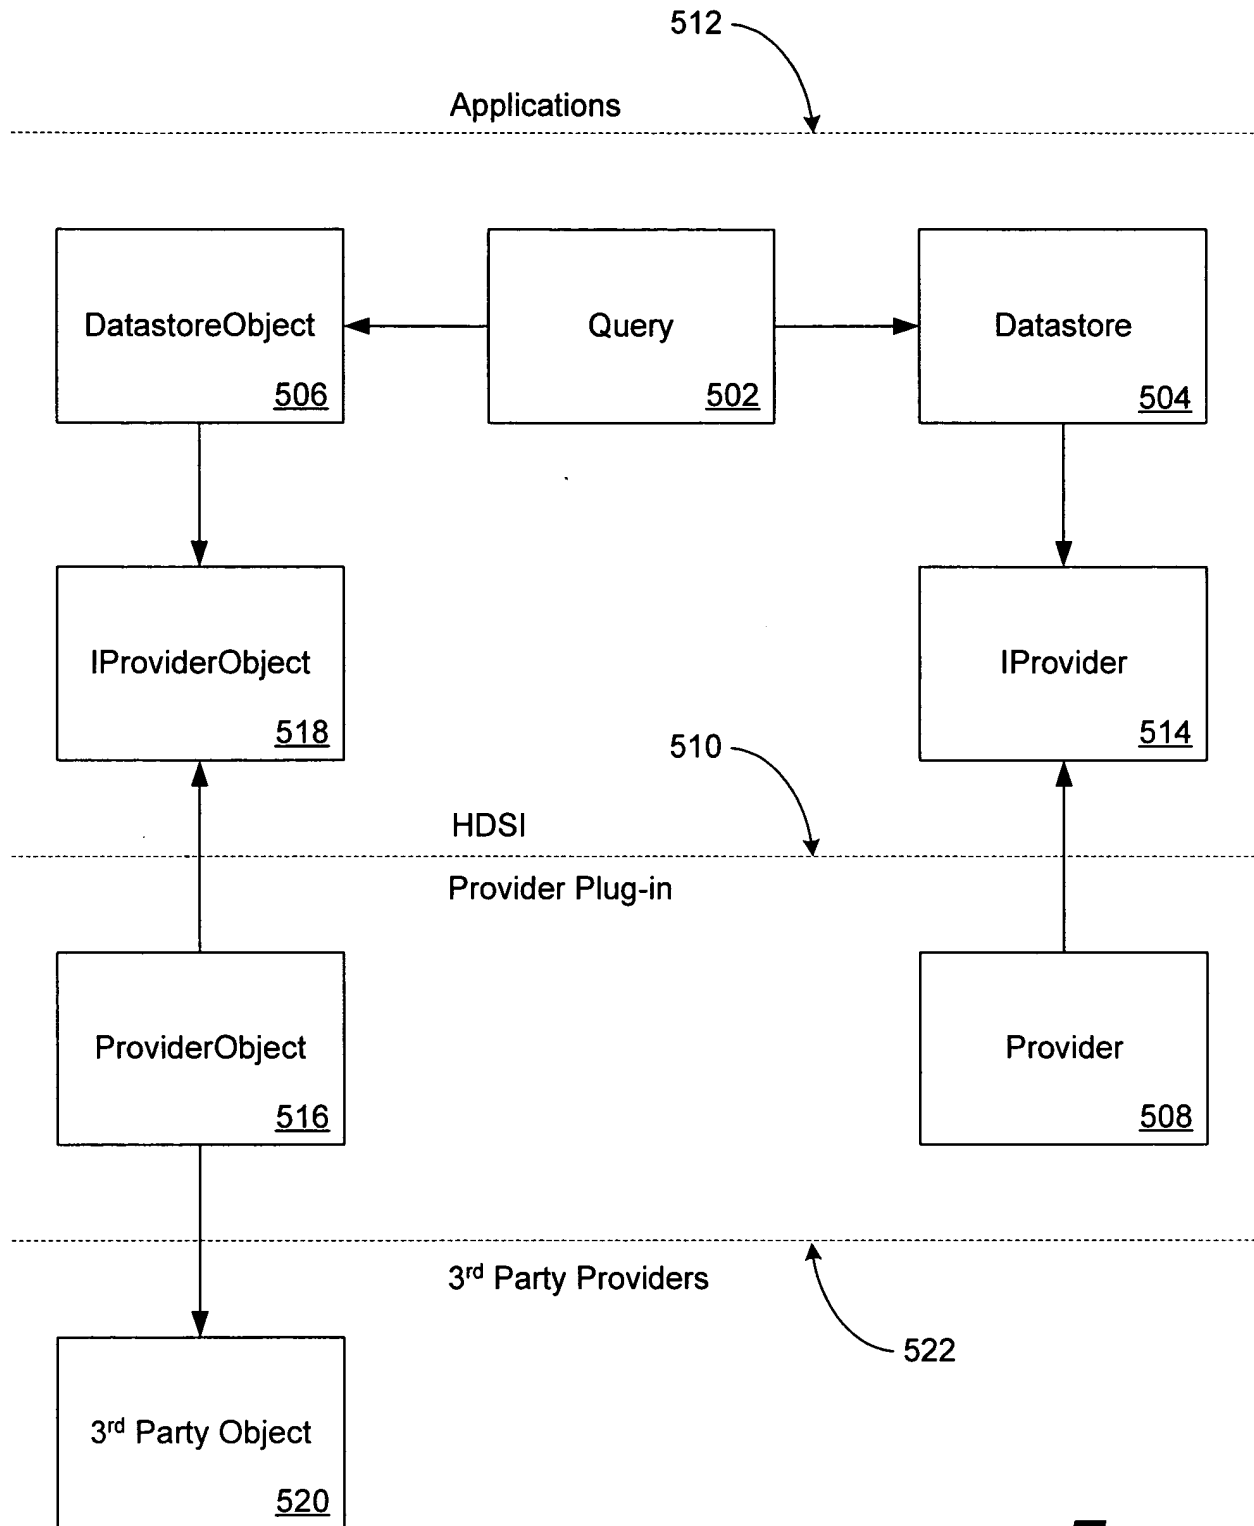 512
Applications
DatastoreObject
506
Query
502
Datastore
504
IProviderObject
518
IProvider
514
510
HDSI
Provider Plug-in
ProviderObject
516
Provider
508
3rd Party Providers
522
3rd Party Object
520